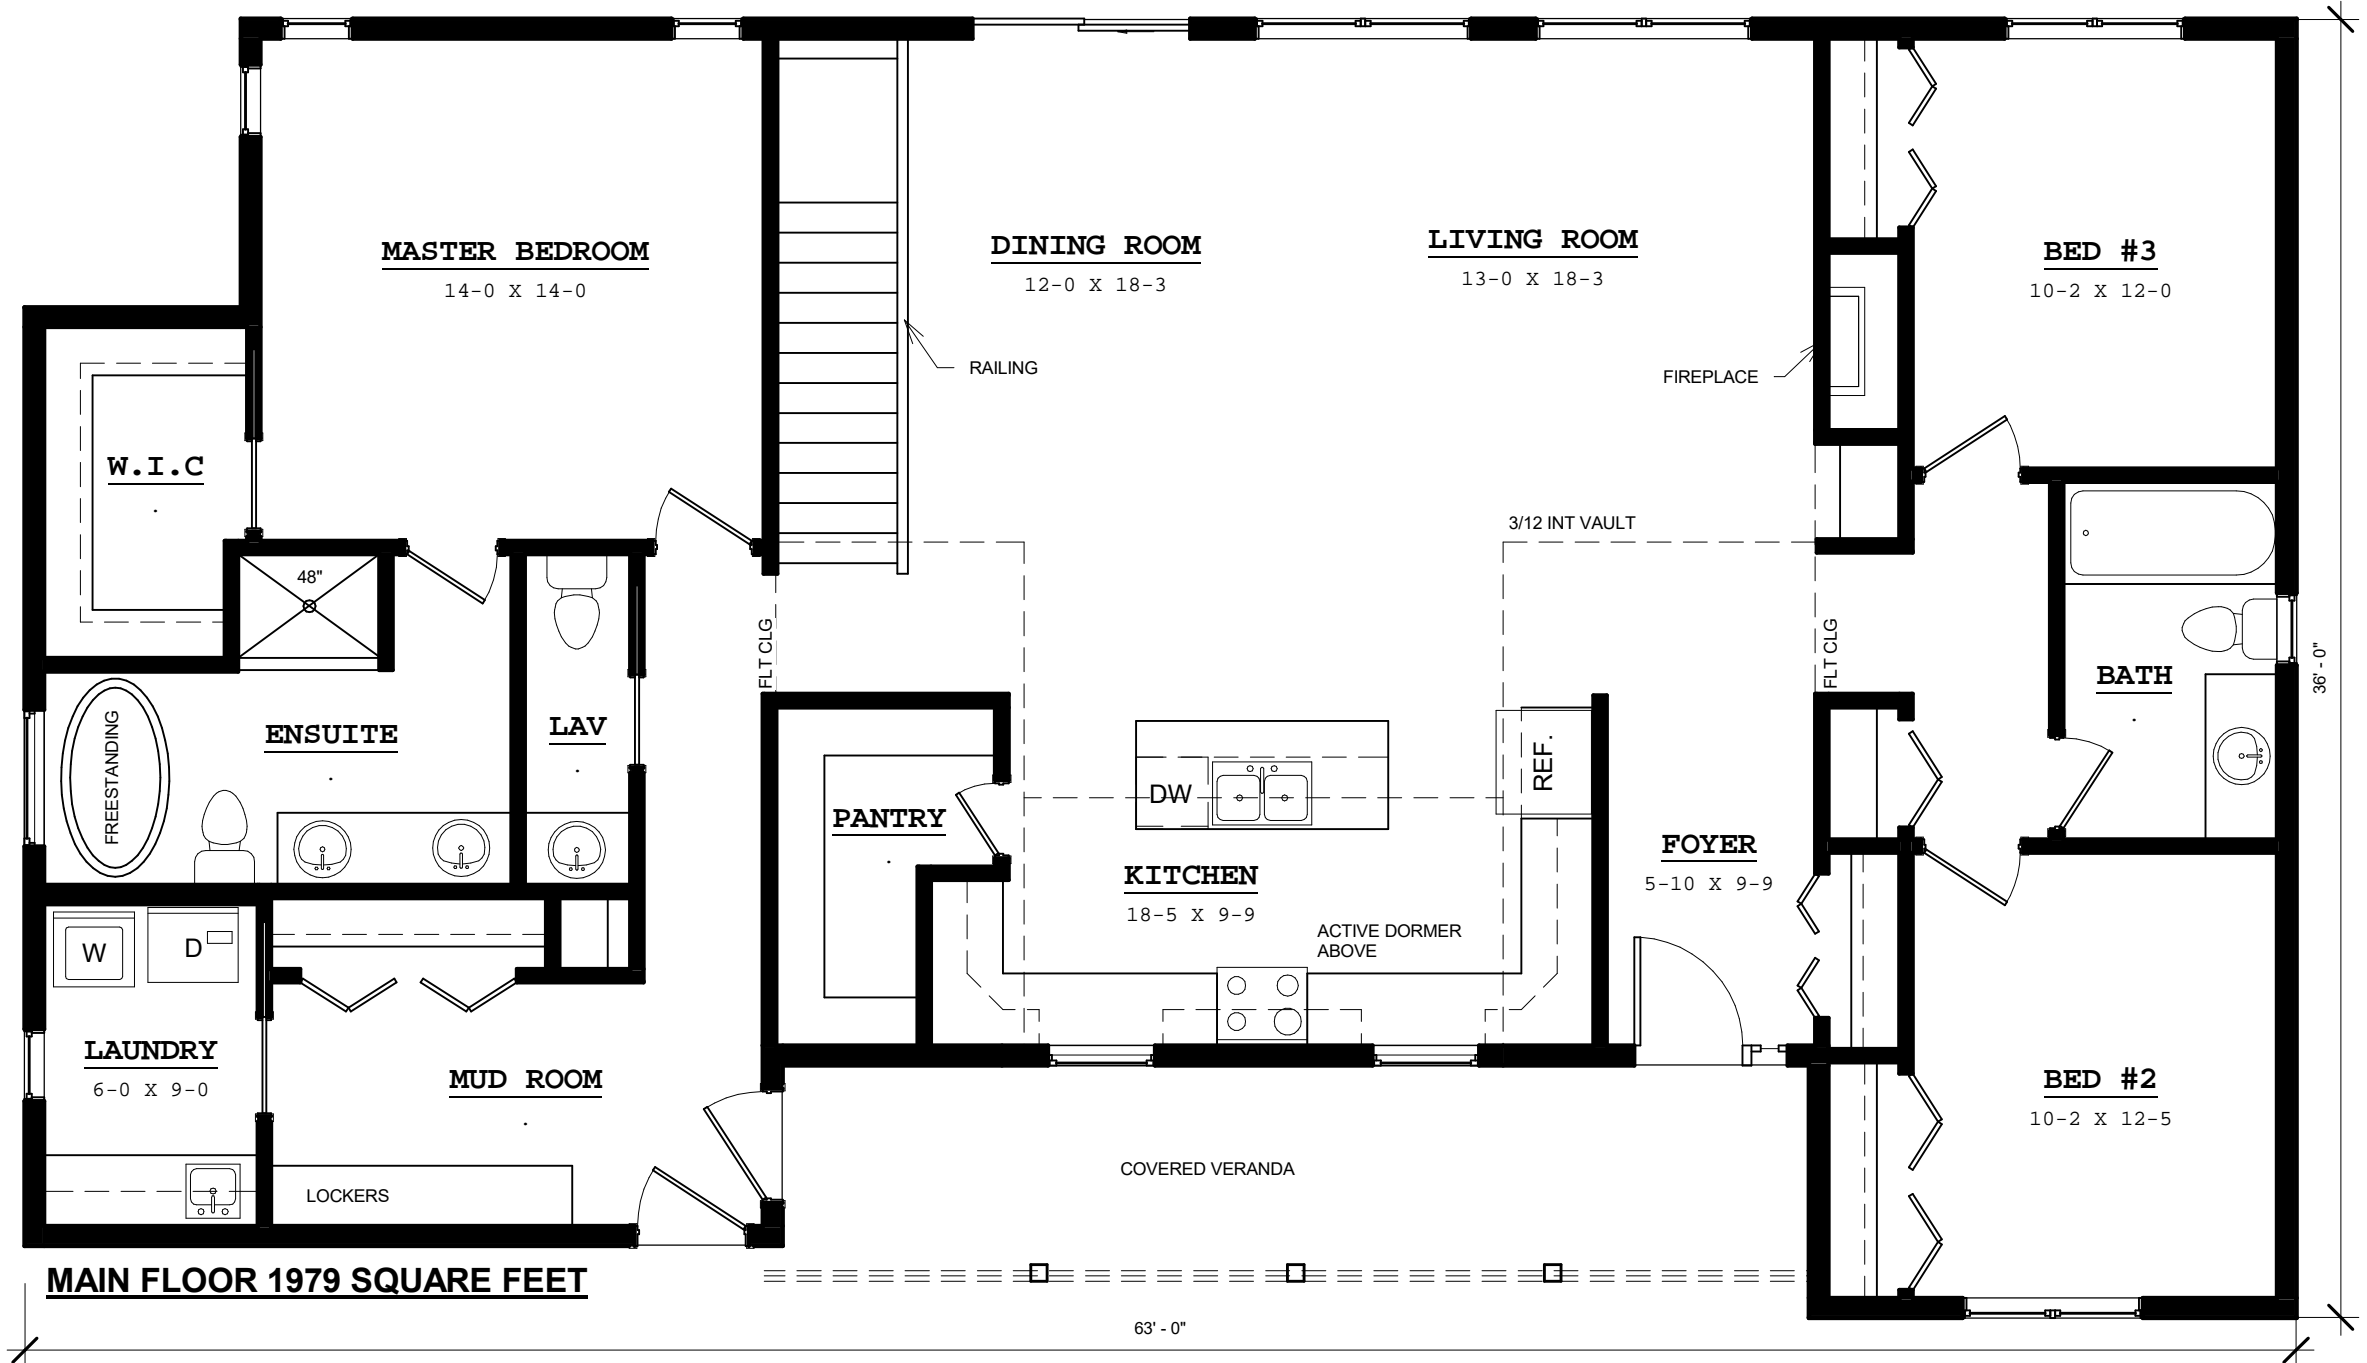 MASTER BEDROOM
14-0 X 14-0
DINING ROOM
12-0 X 18-3
LIVING ROOM
13-0 X 18-3
BED #3
10-2 X 12-0
RAILING
FIREPLACE
W.I.C
3/12 INT VAULT
48"
FLT CLG
FLT CLG
36' - 0"
BATH
FREESTANDING
ENSUITE
LAV
REF.
DW
PANTRY
FOYER
5-10 X 9-9
KITCHEN
18-5 X 9-9
ACTIVE DORMER
ABOVE
W
D
LAUNDRY
6-0 X 9-0
MUD ROOM
BED #2
10-2 X 12-5
COVERED VERANDA
LOCKERS
MAIN FLOOR 1979 SQUARE FEET
63' - 0"